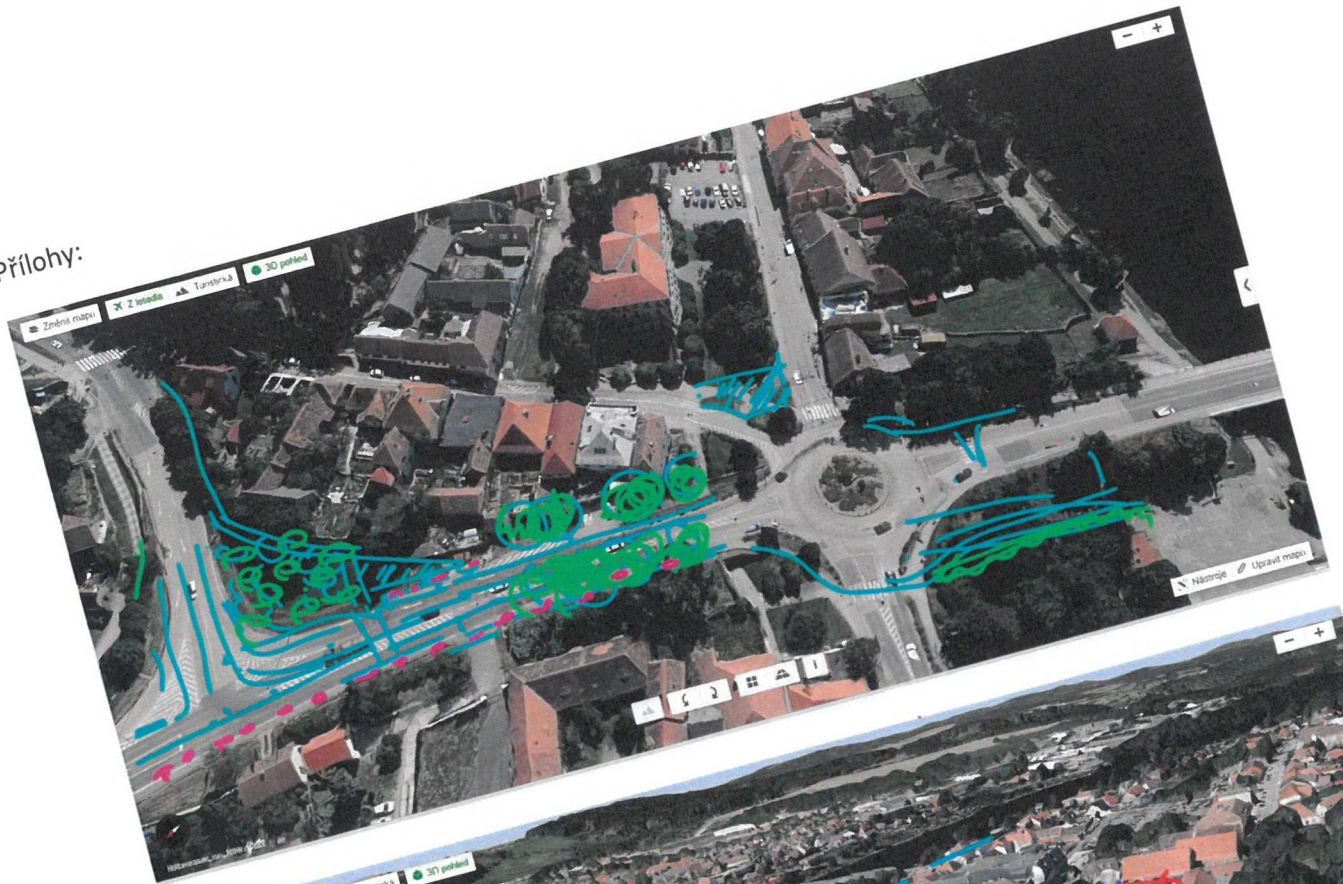 Přílohy:
Změnit mapu
Z letadla
Turistická
3D pohled
Nástroje
Upravit mapu
3D pohled